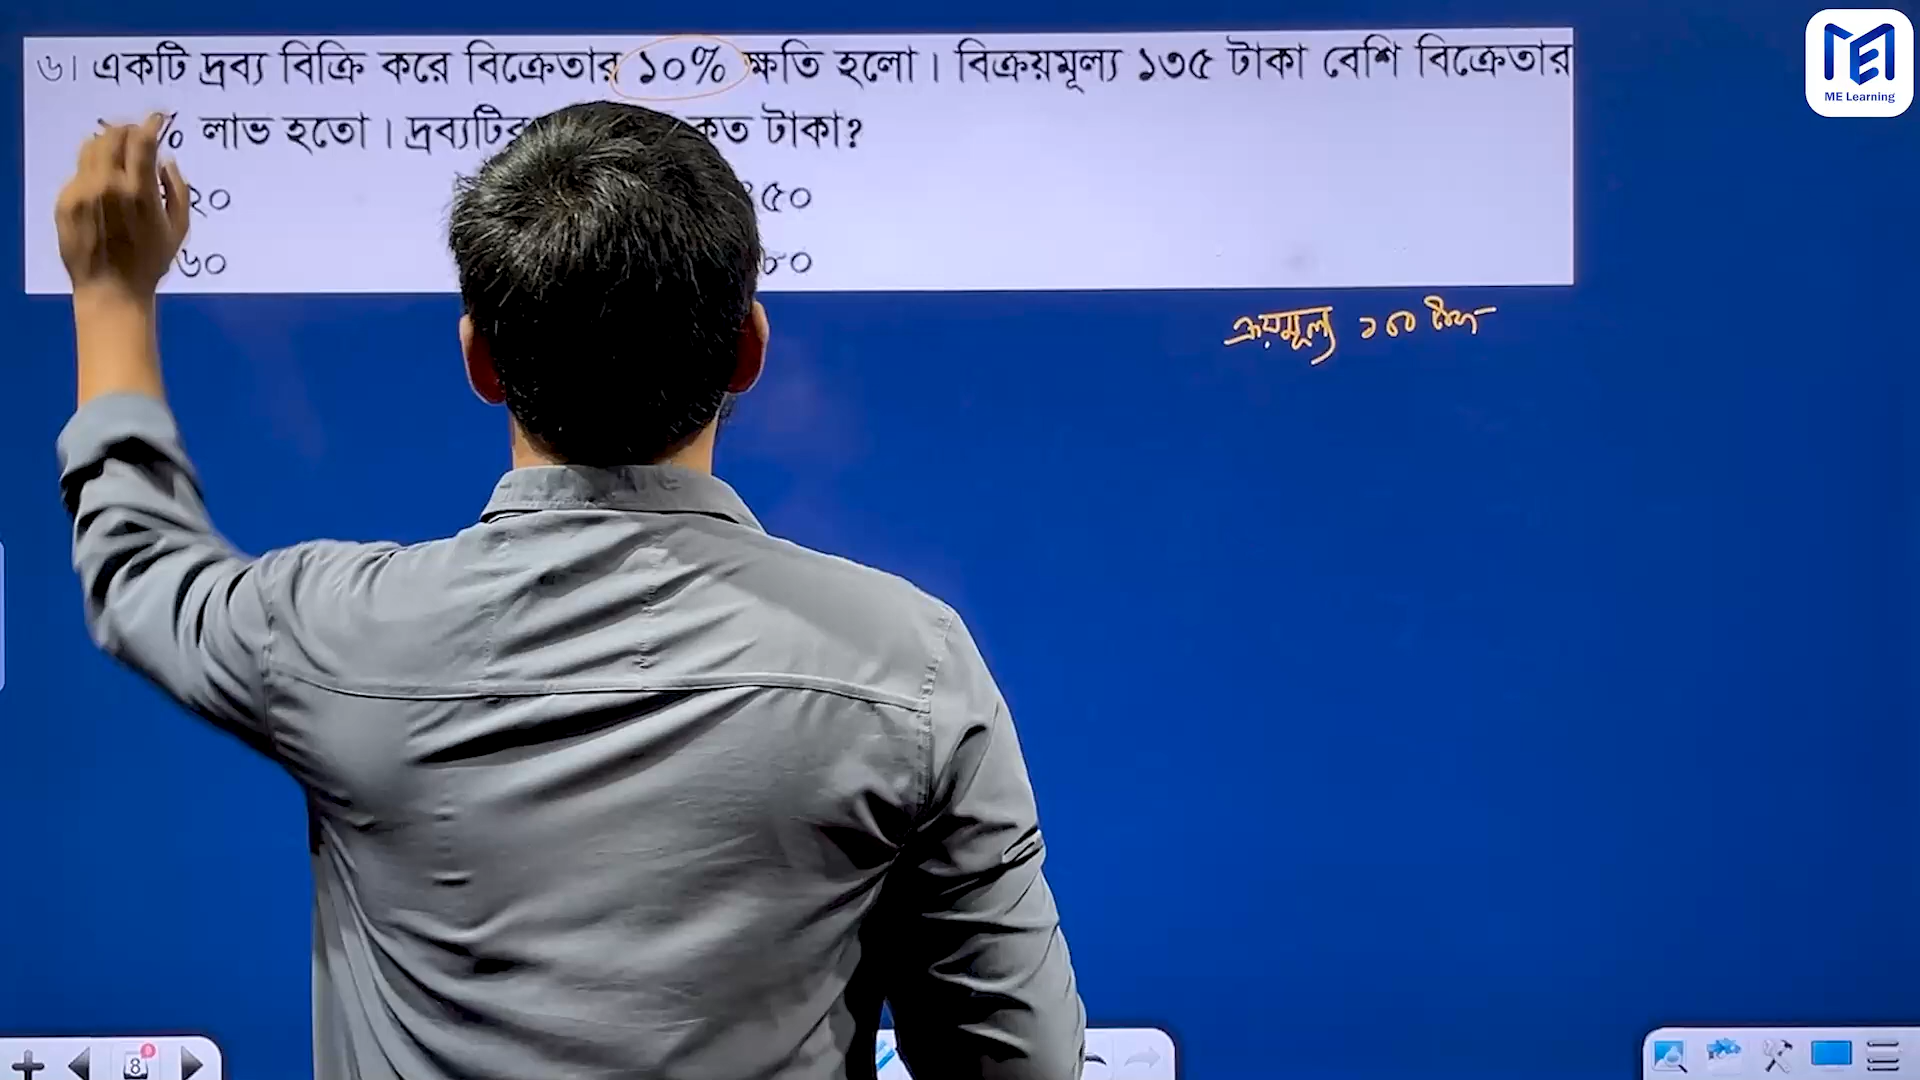 ৬। একটি দ্রব্য বিক্রি করে বিক্রেতার ১০% ক্ষতি হলো। বিক্রয়মূল্য ১৩৫ টাকা বেশি বিক্রেতার
% লাভ হতো। দ্রব্যটির কত টাকা?
২০ ৫০
৬০ ৮০
ক্রয়মূল্য ১০০ টাকা
ME Learning
8